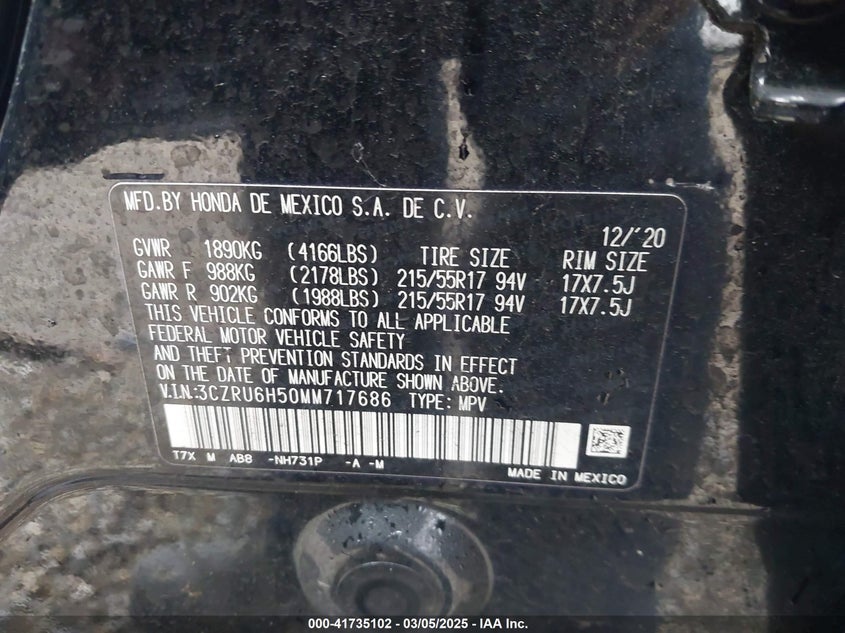 MFD.BY HONDA DE MEXICO S.A. DE C.V.
12/'20
GVWR 1890KG (4166LBS) TIRE SIZE RIM SIZE
GAWR F 988KG (2178LBS) 215/55R17 94V 17X7.5J
GAWR R 902KG (1988LBS) 215/55R17 94V 17X7.5J
THIS VEHICLE CONFORMS TO ALL APPLICABLE
FEDERAL MOTOR VEHICLE SAFETY
AND THEFT PREVENTION STANDARDS IN EFFECT
ON THE DATE OF MANUFACTURE SHOWN ABOVE.
V.I.N.:3CZRU6H50MM717686 TYPE: MPV
T7X M AB8 -NH731P -A -M
MADE IN MEXICO
000-41735102 - 03/05/2025 - IAA Inc.